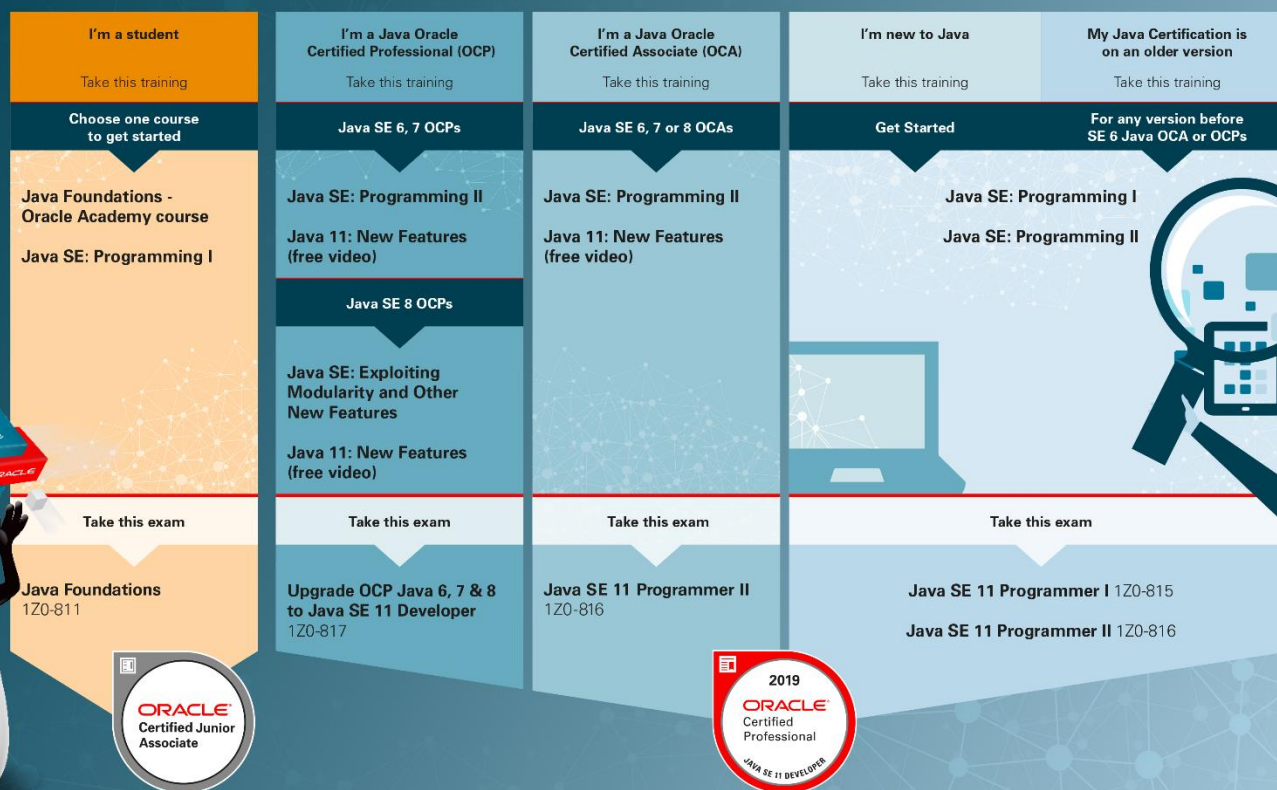 I'm a student
Take this training
Choose one course
to get started
Java Foundations -
Oracle Academy course
Java SE: Programming I
Take this exam
Java Foundations
1Z0-811
ORACLE
Certified Junior
Associate
I'm a Java Oracle
Certified Professional (OCP)
Take this training
Java SE 6, 7 OCPs
Java SE: Programming II
Java 11: New Features
(free video)
Java SE 8 OCPs
Java SE: Exploiting
Modularity and Other
New Features
Java 11: New Features
(free video)
Take this exam
Upgrade OCP Java 6, 7 & 8
to Java SE 11 Developer
1Z0-817
I'm a Java Oracle
Certified Associate (OCA)
Take this training
Java SE 6, 7 or 8 OCAs
Java SE: Programming II
Java 11: New Features
(free video)
Take this exam
Java SE 11 Programmer II
1Z0-816
I'm new to Java
Take this training
Get Started
My Java Certification is
on an older version
Take this training
For any version before
SE 6 Java OCA or OCPs
Java SE: Programming I
Java SE: Programming II
Take this exam
Java SE 11 Programmer I 1Z0-815
Java SE 11 Programmer II 1Z0-816
2019
ORACLE
Certified
Professional
JAVA SE 11 DEVELOPER